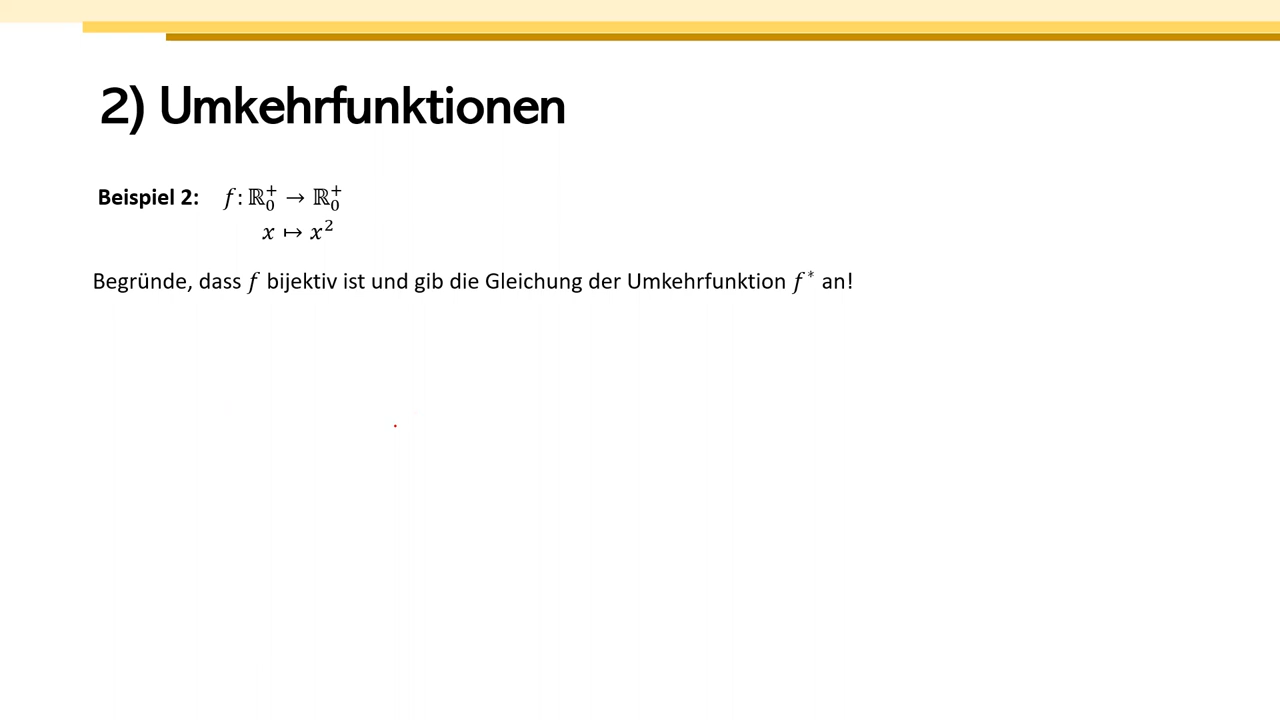 2) Umkehrfunktionen
Beispiel 2: f: ℝ₀⁺ → ℝ₀⁺
x ↦ x²
Begründe, dass f bijektiv ist und gib die Gleichung der Umkehrfunktion f* an!